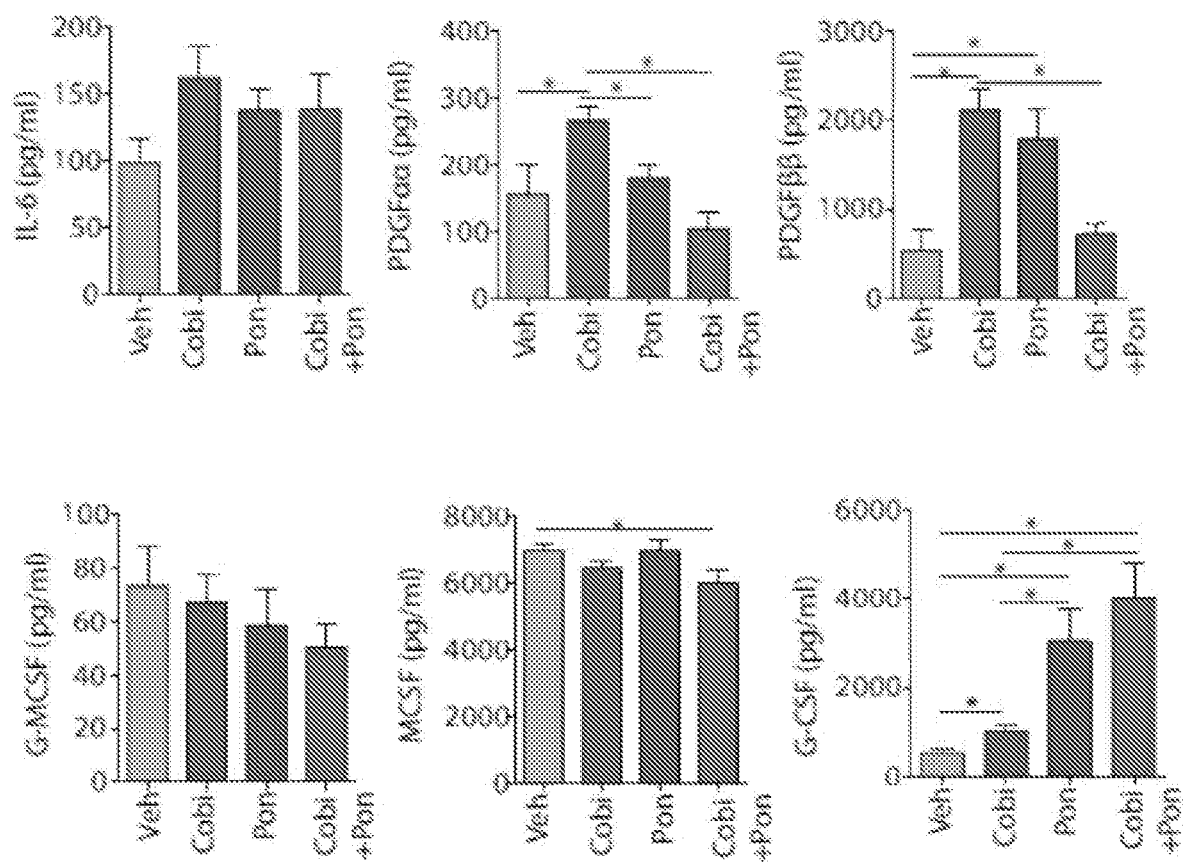 IL-6 (pg/ml)
200
150
100
50
0
Veh
Cobi
Pon
Cobi
+Pon
PDGFαα (pg/ml)
400
300
200
100
0
*
*
*
Veh
Cobi
Pon
Cobi
+Pon
PDGFββ (pg/ml)
3000
2000
1000
0
*
*
*
Veh
Cobi
Pon
Cobi
+Pon
G-MCSF (pg/ml)
100
80
60
40
20
0
Veh
Cobi
Pon
Cobi
+Pon
MCSF (pg/ml)
8000
6000
4000
2000
0
*
Veh
Cobi
Pon
Cobi
+Pon
G-CSF (pg/ml)
6000
4000
2000
0
*
*
*
*
*
Veh
Cobi
Pon
Cobi
+Pon